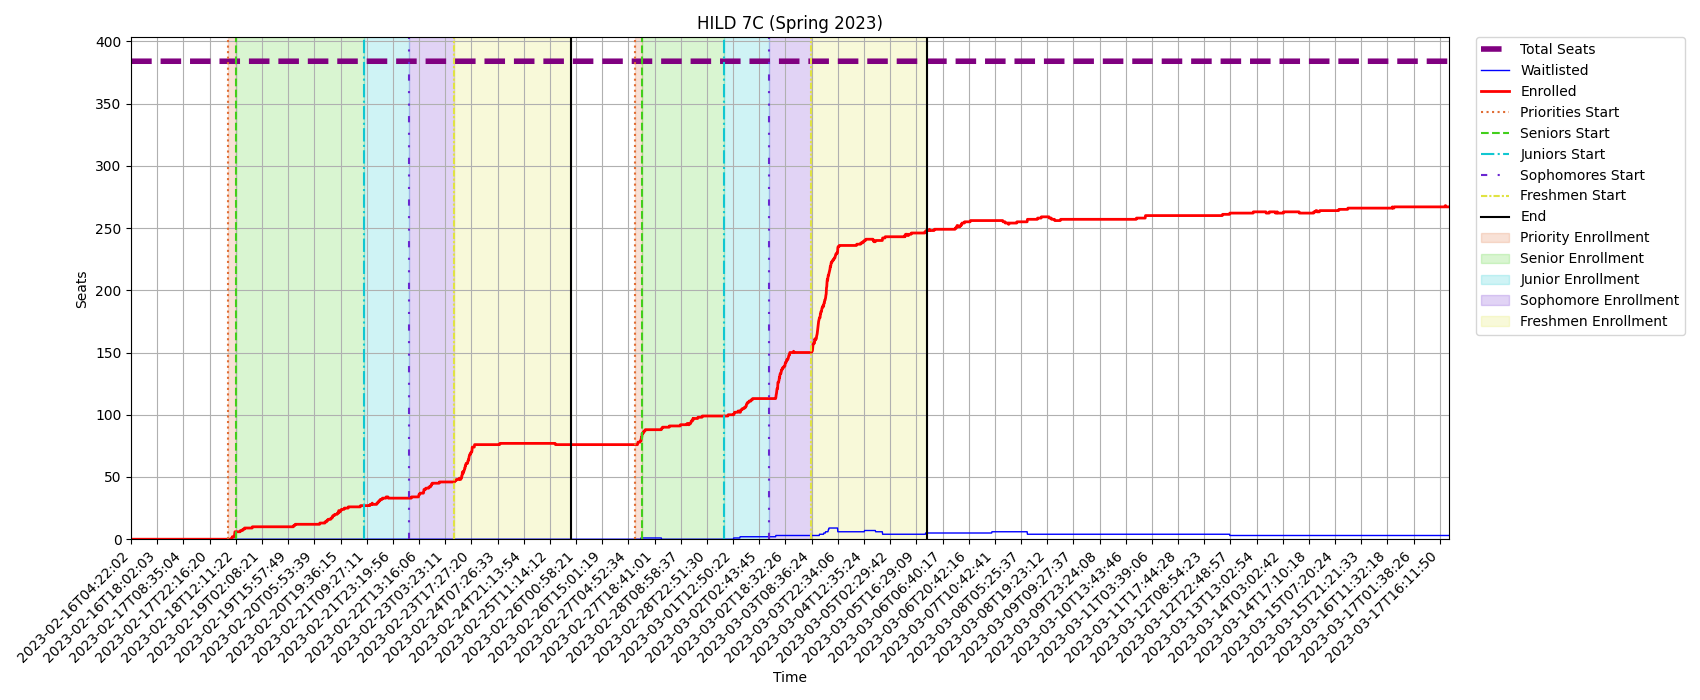 HILD 7C (Spring 2023)
400
350
300
250
200
150
100
50
0
Seats
2023-02-16T04:22:02
2023-02-16T18:02:03
2023-02-17T08:35:04
2023-02-17T22:16:20
2023-02-18T12:11:22
2023-02-19T02:08:21
2023-02-19T15:57:49
2023-02-20T05:53:39
2023-02-20T19:36:15
2023-02-21T09:27:11
2023-02-21T23:19:56
2023-02-22T13:16:06
2023-02-23T03:23:11
2023-02-23T17:27:20
2023-02-24T07:26:33
2023-02-24T21:13:54
2023-02-25T11:14:12
2023-02-26T00:58:21
2023-02-26T15:01:19
2023-02-27T04:52:34
2023-02-27T18:41:01
2023-02-28T08:58:37
2023-02-28T22:51:30
2023-03-01T12:50:22
2023-03-02T02:43:45
2023-03-02T18:32:26
2023-03-03T08:36:24
2023-03-03T22:34:06
2023-03-04T12:35:24
2023-03-05T02:29:42
2023-03-05T16:29:09
2023-03-06T06:40:17
2023-03-06T20:42:16
2023-03-07T10:42:41
2023-03-08T05:25:37
2023-03-08T19:23:12
2023-03-09T09:27:37
2023-03-09T23:24:08
2023-03-10T13:43:46
2023-03-11T03:39:06
2023-03-11T17:44:28
2023-03-12T08:54:23
2023-03-12T22:48:57
2023-03-13T13:02:54
2023-03-14T03:02:42
2023-03-14T17:10:18
2023-03-15T07:20:24
2023-03-15T21:21:33
2023-03-16T11:32:18
2023-03-17T01:38:26
2023-03-17T16:11:50
Time
Total Seats
Waitlisted
Enrolled
Priorities Start
Seniors Start
Juniors Start
Sophomores Start
Freshmen Start
End
Priority Enrollment
Senior Enrollment
Junior Enrollment
Sophomore Enrollment
Freshmen Enrollment